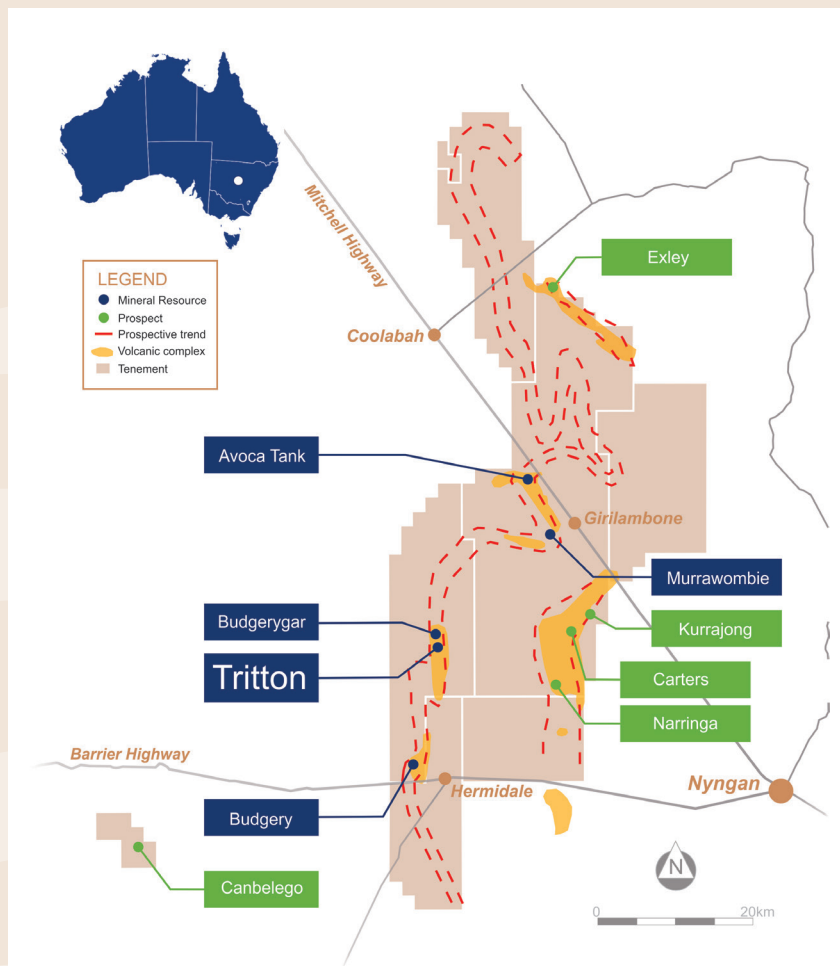 Mitchell Highway
LEGEND
Mineral Resource
Prospect
Prospective trend
Volcanic complex
Tenement
Exley
Coolabah
Avoca Tank
Girilambone
Murrawombie
Budgerygar
Kurrajong
Tritton
Carters
Narringa
Barrier Highway
Nyngan
Hermidale
Budgery
Canbelego
N
0 20km